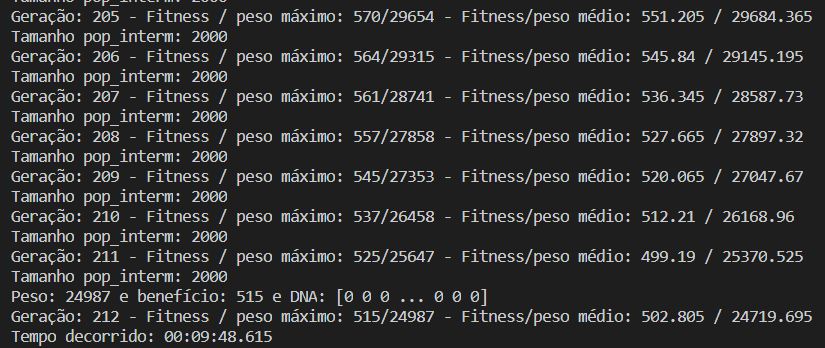 Tamanho pop_interm: 2000
Geração: 205 - Fitness / peso máximo: 570/29654 - Fitness/peso médio: 551.205 / 29684.365
Tamanho pop_interm: 2000
Geração: 206 - Fitness / peso máximo: 564/29315 - Fitness/peso médio: 545.84 / 29145.195
Tamanho pop_interm: 2000
Geração: 207 - Fitness / peso máximo: 561/28741 - Fitness/peso médio: 536.345 / 28587.73
Tamanho pop_interm: 2000
Geração: 208 - Fitness / peso máximo: 557/27858 - Fitness/peso médio: 527.665 / 27897.32
Tamanho pop_interm: 2000
Geração: 209 - Fitness / peso máximo: 545/27353 - Fitness/peso médio: 520.065 / 27047.67
Tamanho pop_interm: 2000
Geração: 210 - Fitness / peso máximo: 537/26458 - Fitness/peso médio: 512.21 / 26168.96
Tamanho pop_interm: 2000
Geração: 211 - Fitness / peso máximo: 525/25647 - Fitness/peso médio: 499.19 / 25370.525
Tamanho pop_interm: 2000
Peso: 24987 e benefício: 515 e DNA: [0 0 0 ... 0 0 0]
Geração: 212 - Fitness / peso máximo: 515/24987 - Fitness/peso médio: 502.805 / 24719.695
Tempo decorrido: 00:09:48.615